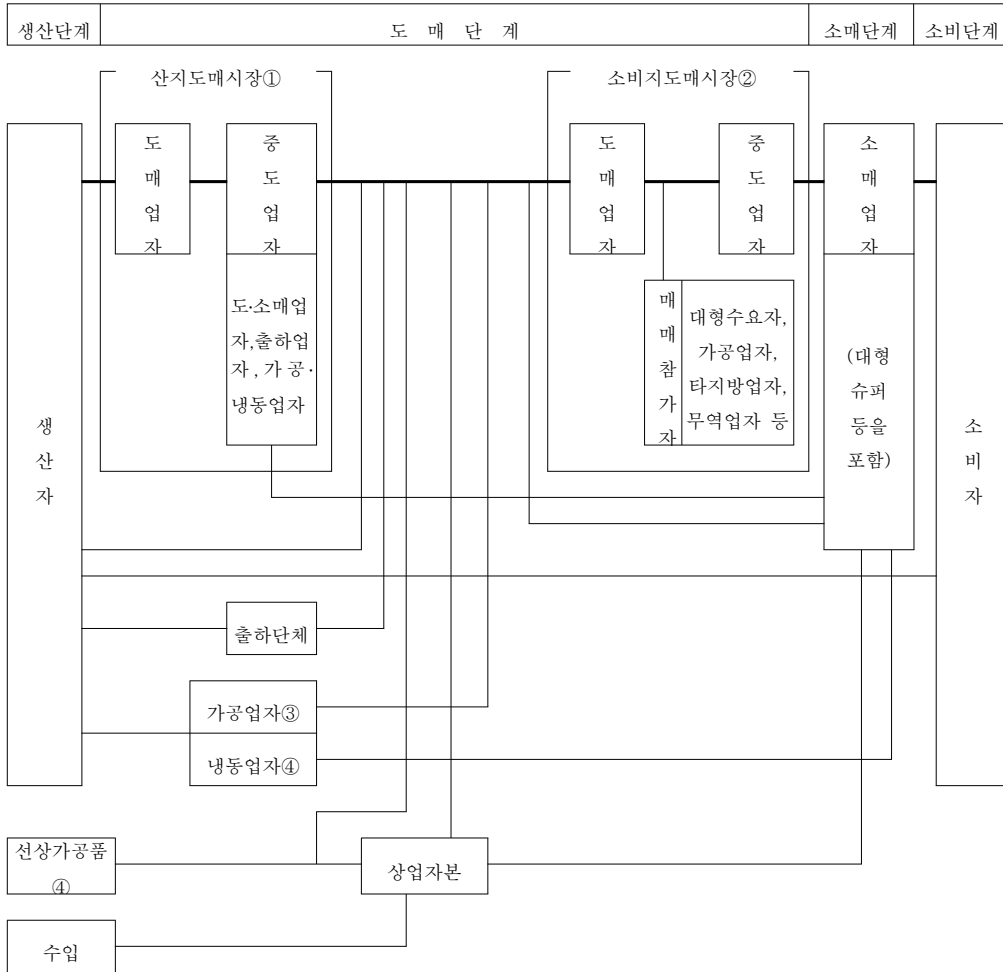 생산단계 도 매 단 계 소매단계 소비단계
산지도매시장① 소비지도매시장②
도
매
업
자
중
도
업
자
도·소매업
자,출하업
자, 가 공·
냉동업자
도
매
업
자
중
도
업
자
소
매
업
자
매
매
참
가
자
대형수요자,
가공업자,
타지방업자,
무역업자 등
(대형
슈퍼
등을
포함)
생
산
자
소
비
자
출하단체
가공업자③
냉동업자④
선상가공품
④
상업자본
수입